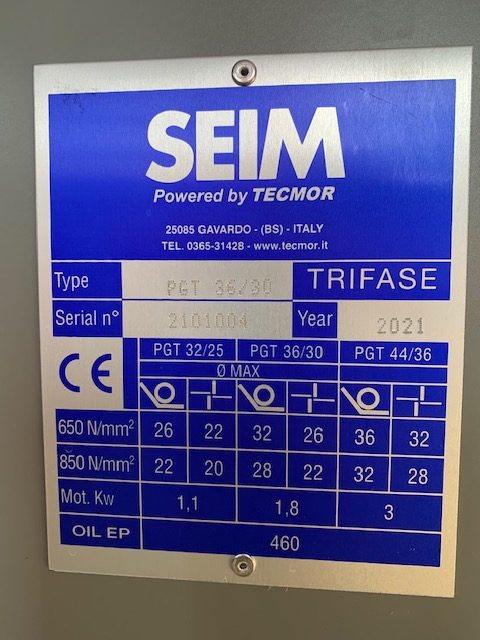 SEIM
Powered by TECMOR
25085 GAVARDO - (BS) - ITALY
TEL. 0365-31428 - www.tecmor.it
Type PGT 36/30 TRIFASE
Serial n° 2101004 Year 2021
CE PGT 32/25 PGT 36/30 PGT 44/36
Ø MAX
650 N/mm² 26 22 32 26 36 32
850 N/mm² 22 20 28 22 32 28
Mot. Kw 1,1 1,8 3
OIL EP 460